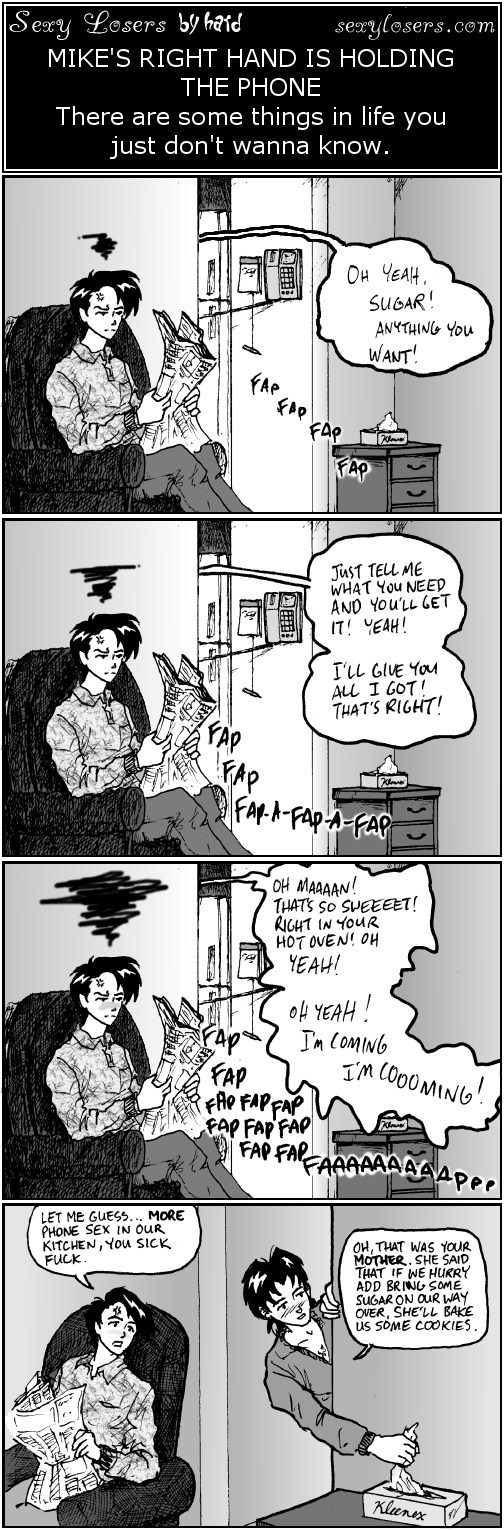 Sexy Losers by hard sexylosers.com
MIKE'S RIGHT HAND IS HOLDING
THE PHONE
There are some things in life you
just don't wanna know.
OH YEAH,
SUGAR!
ANYTHING YOU
WANT!
FAP
FAP
FAP
FAP
Kleenex
JUST TELL ME
WHAT YOU NEED
AND YOU'LL GET
IT! YEAH!
I'LL GIVE YOU
ALL I GOT!
THAT'S RIGHT!
FAP
FAP
FAP-A-FAP-A-FAP
Kleenex
OH MAAAAN!
THAT'S SO SWEEEET!
RIGHT IN YOUR
HOT OVEN! OH
YEAH!
OH YEAH!
I'm COMING
I'M COOOMING!
FAP
FAP
FAP FAP FAP
FAP FAP FAP
FAP FAP
FAAAAAAAAAPPP
Kleenex
LET ME GUESS... MORE
PHONE SEX IN OUR
KITCHEN, YOU SICK
FUCK.
OH, THAT WAS YOUR
MOTHER. SHE SAID
THAT IF WE HURRY
ADD BRING SOME
SUGAR ON OUR WAY
OVER, SHE'LL BAKE
US SOME COOKIES.
Kleenex